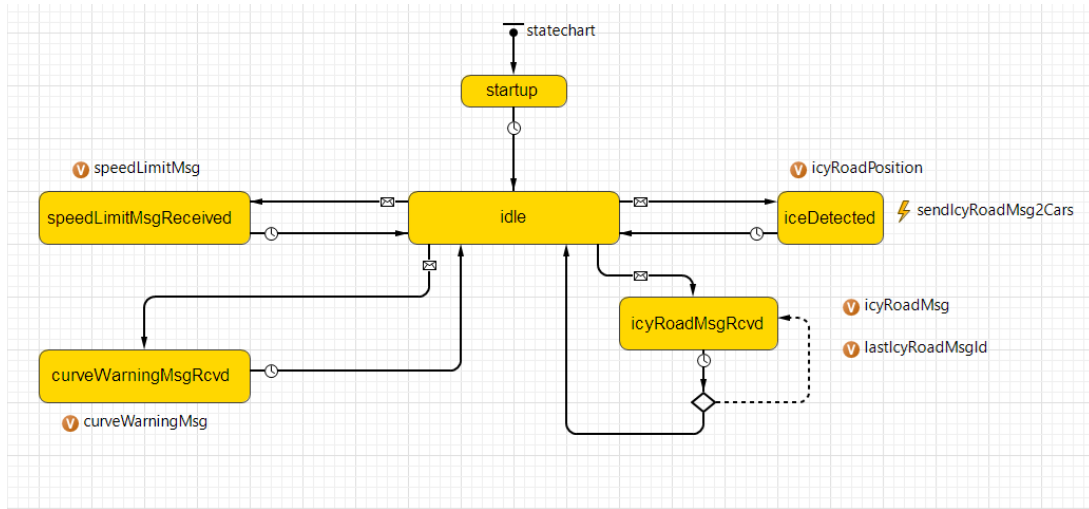 statechart
startup
speedLimitMsg
icyRoadPosition
speedLimitMsgReceived
idle
iceDetected
sendIcyRoadMsg2Cars
icyRoadMsg
icyRoadMsgRcvd
lastIcyRoadMsgId
curveWarningMsgRcvd
curveWarningMsg